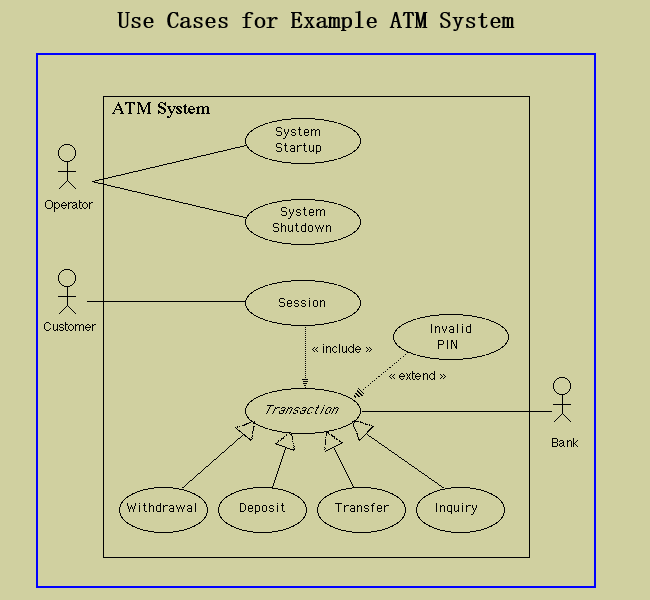 Use Cases for Example ATM System
ATM System
System
Startup
Operator
System
Shutdown
Customer
Session
Invalid
PIN
« include »
« extend »
Transaction
Bank
Withdrawal
Deposit
Transfer
Inquiry